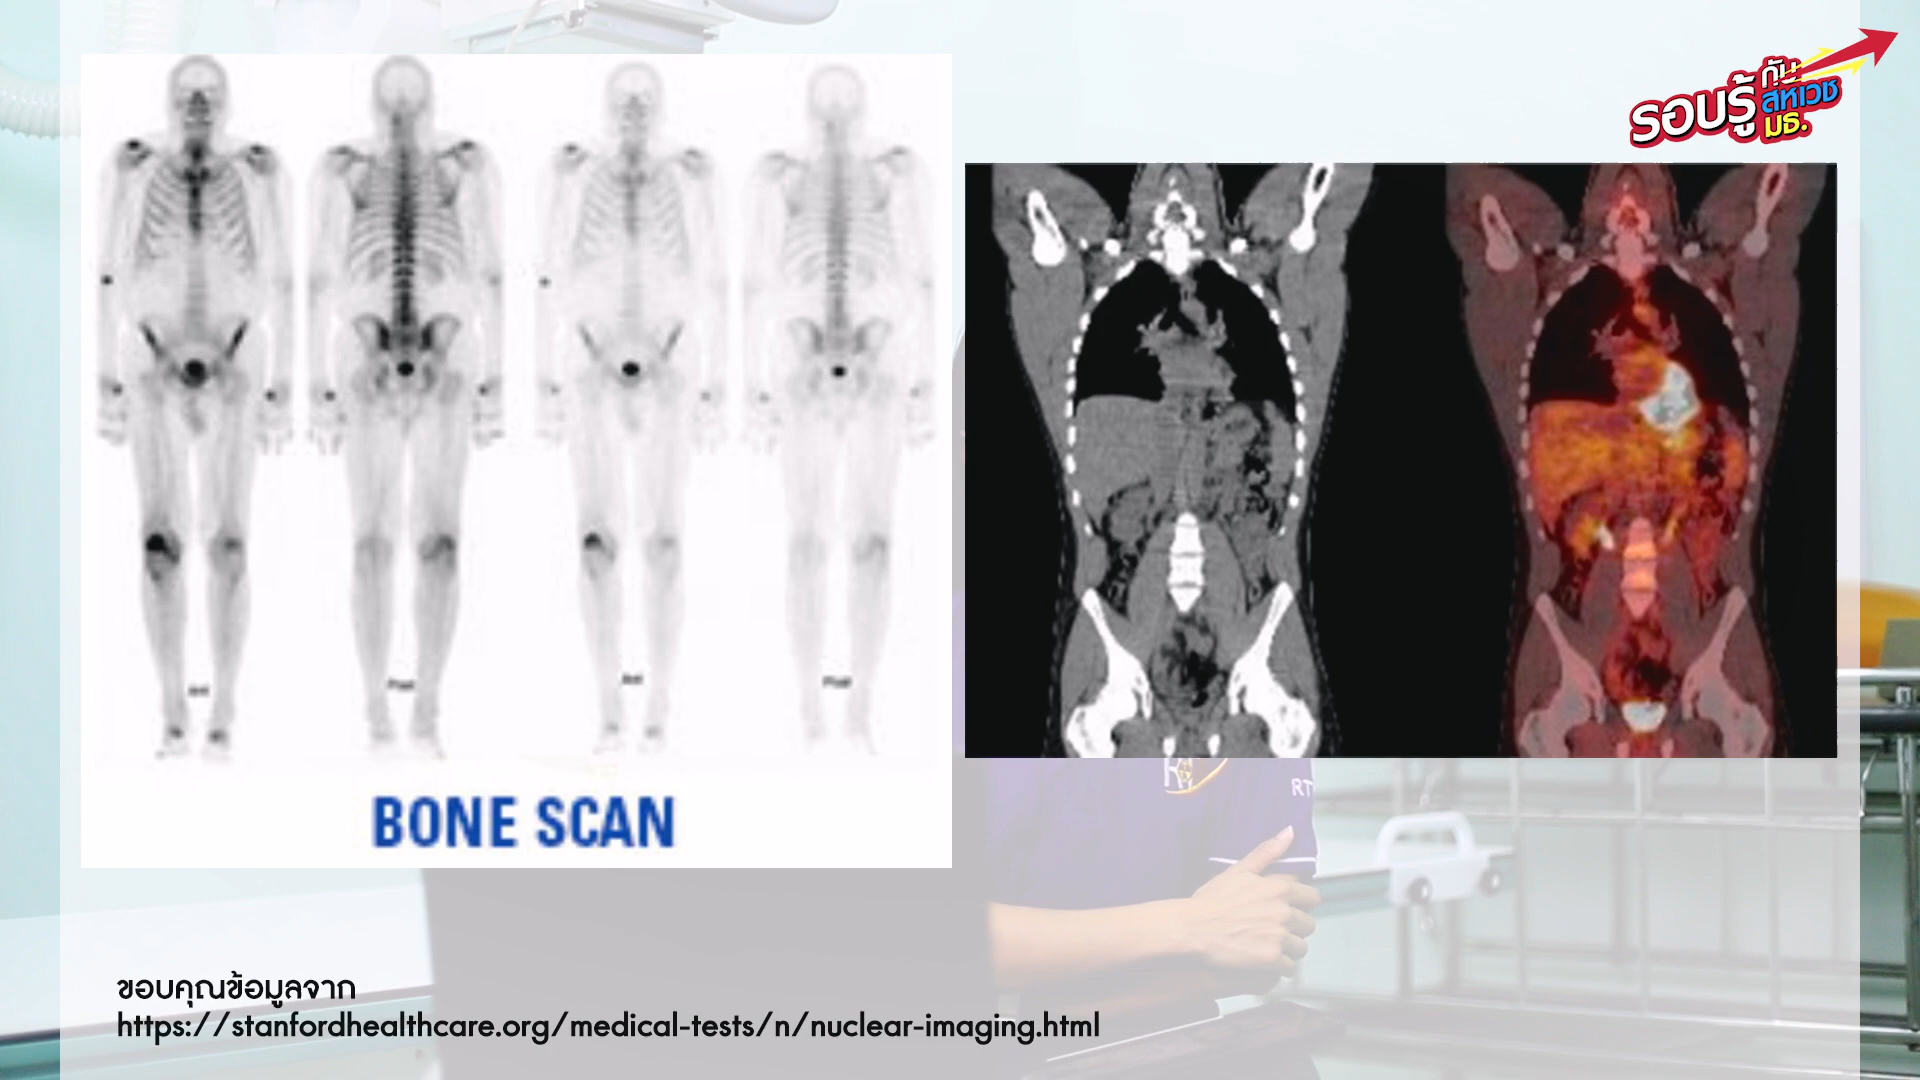 รอบรู้
กับ
สหเวช
มธ.
BONE SCAN
RT
ขอบคุณข้อมูลจาก
https://stanfordhealthcare.org/medical-tests/n/nuclear-imaging.html